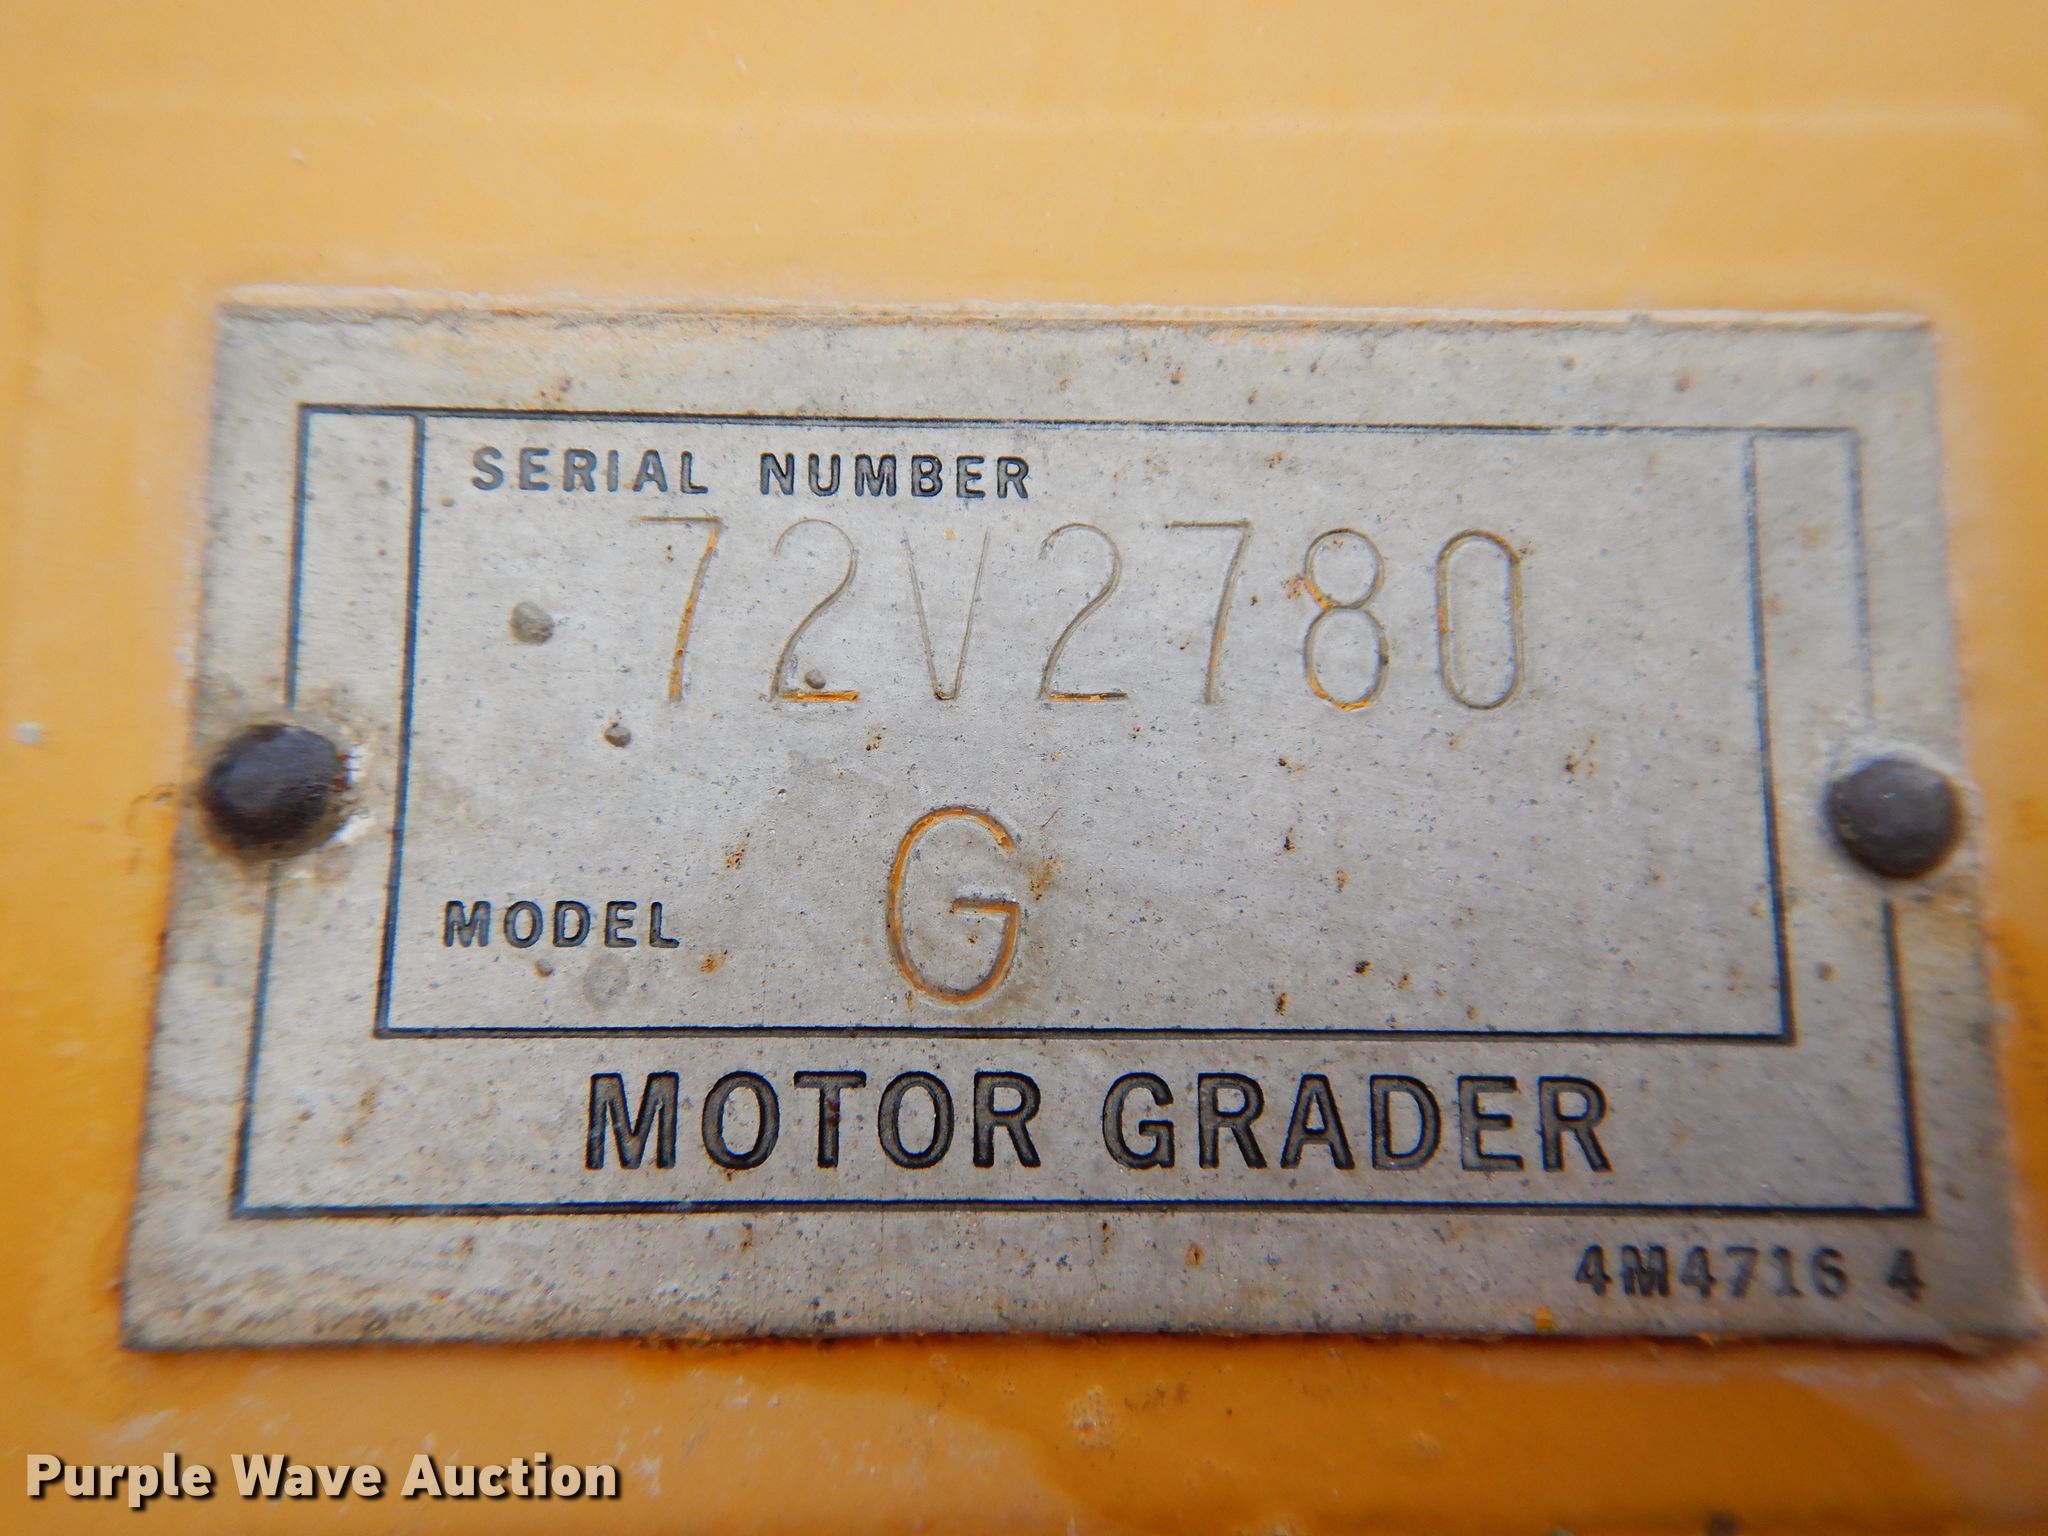 SERIAL NUMBER
72V2780
MODEL G
MOTOR GRADER
4M4716 4
Purple Wave Auction